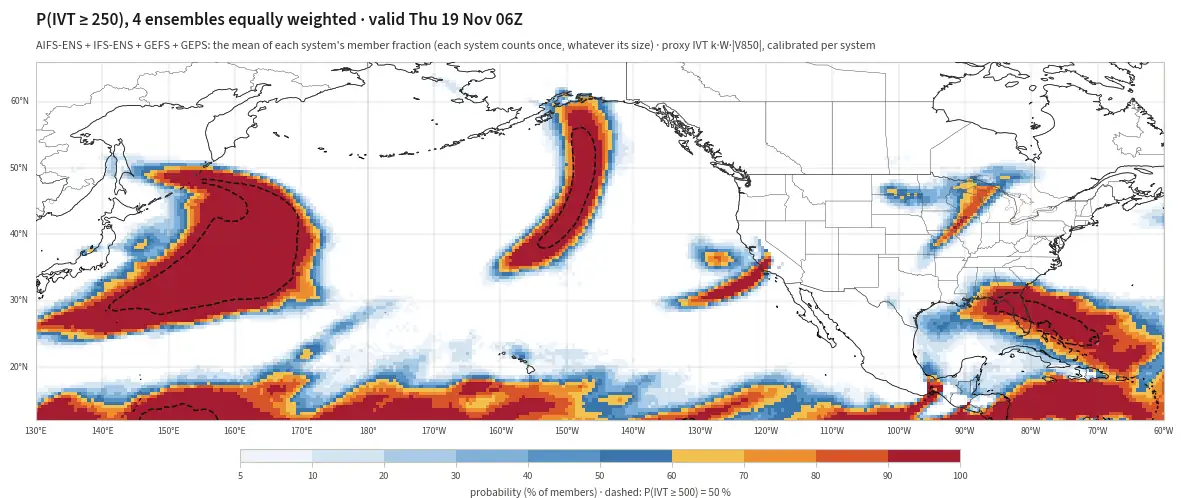 P(IVT ≥ 250), 4 ensembles equally weighted · valid Thu 19 Nov 06Z
AIFS-ENS + IFS-ENS + GEFS + GEPS: the mean of each system's member fraction (each system counts once, whatever its size) · proxy IVT k·W·|V850|, calibrated per system
60°N
50°N
40°N
30°N
20°N
130°E 140°E 150°E 160°E 170°E 180° 170°W 160°W 150°W 140°W 130°W 120°W 110°W 100°W 90°W 80°W 70°W 60°W
5 10 20 30 40 50 60 70 80 90 100
probability (% of members) · dashed: P(IVT ≥ 500) = 50 %